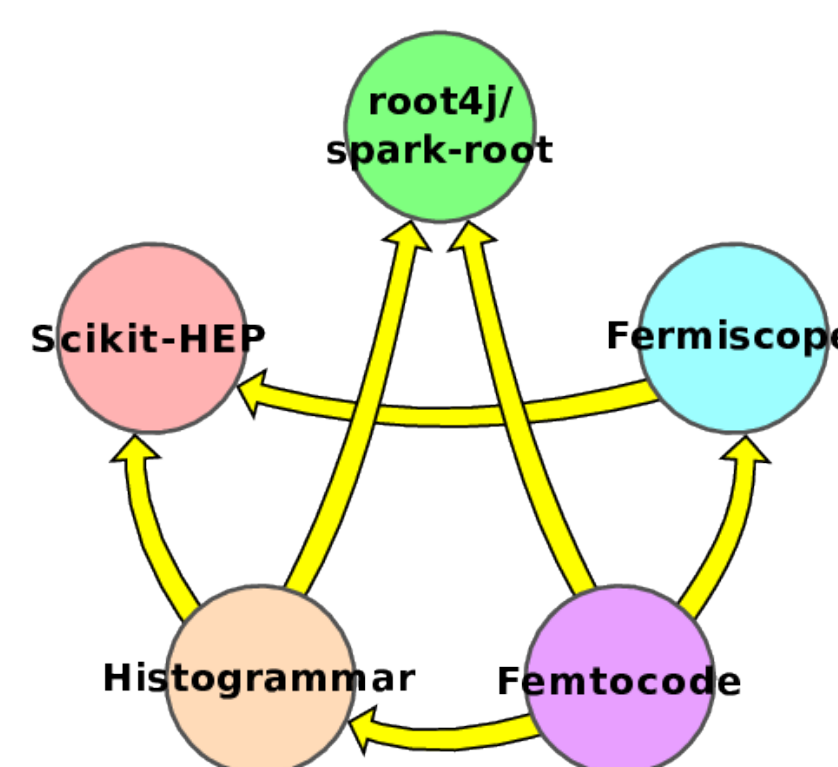 root4j/
spark-root
Scikit-HEP
Fermiscope
Histogrammar
Femtocode